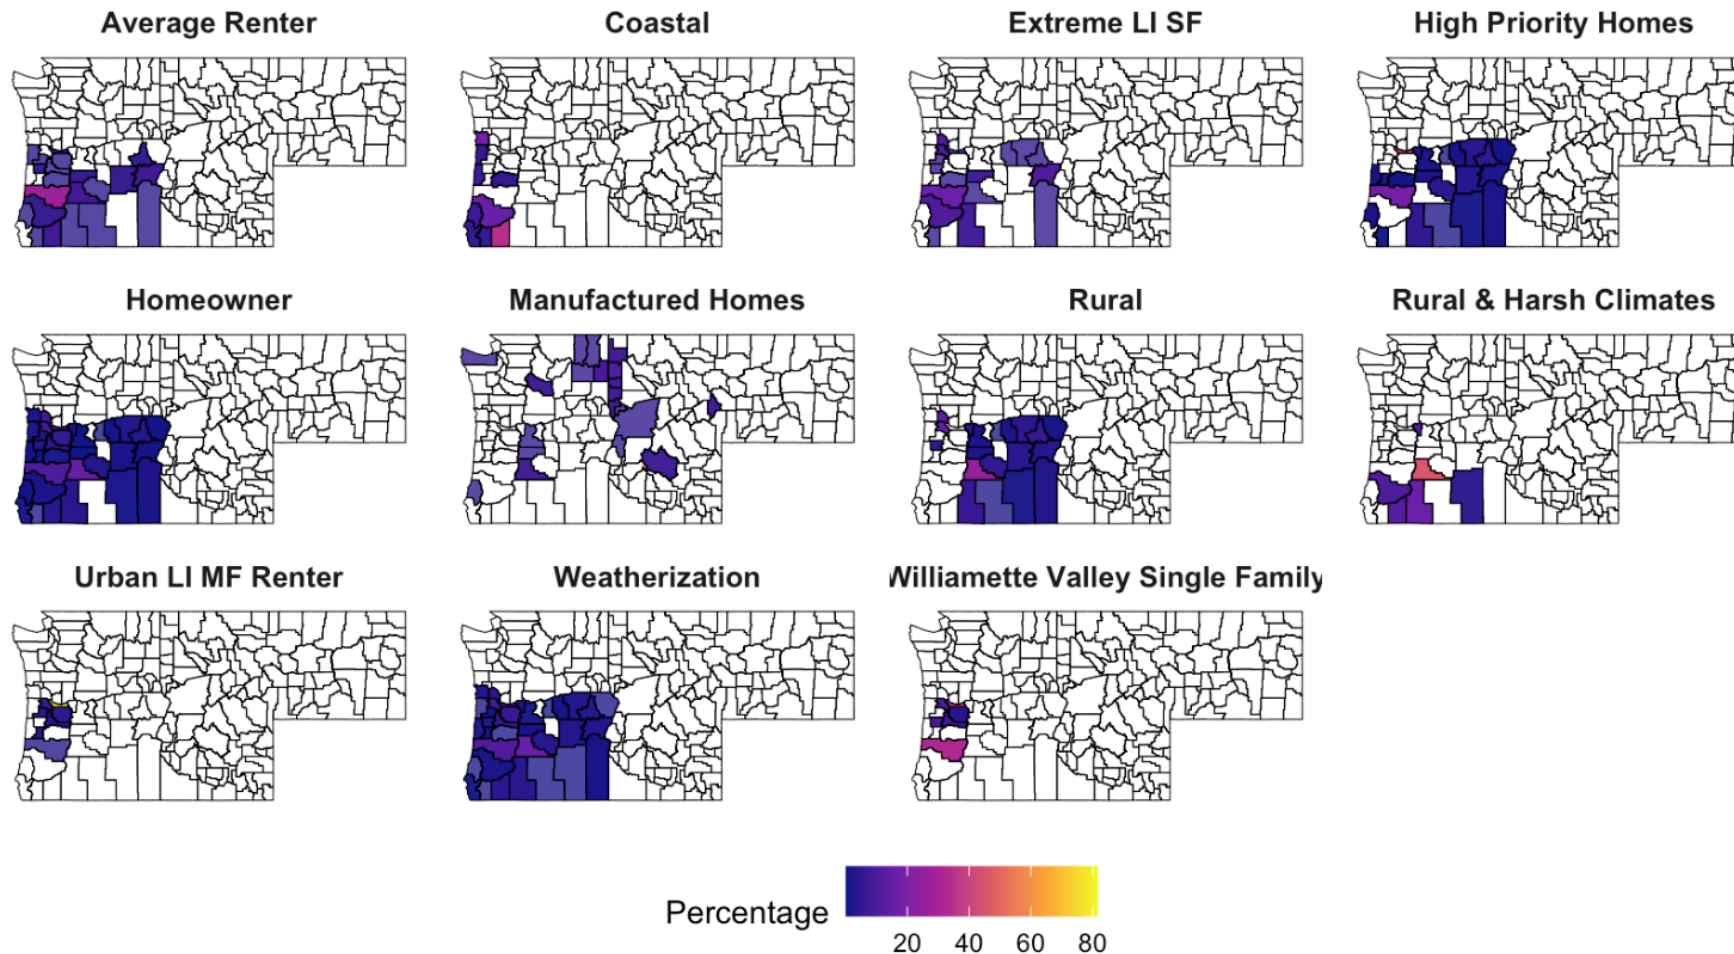 Average Renter
Coastal
Extreme LI SF
High Priority Homes
Homeowner
Manufactured Homes
Rural
Rural & Harsh Climates
Urban LI MF Renter
Weatherization
Williamette Valley Single Family
Percentage
20 40 60 80